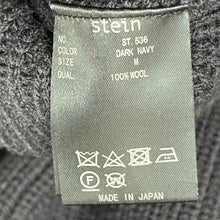 stein
NO. ST.536
COLOR DARK NAVY
SIZE M
QUAL. 100%WOOL
F W
MADE IN JAPAN